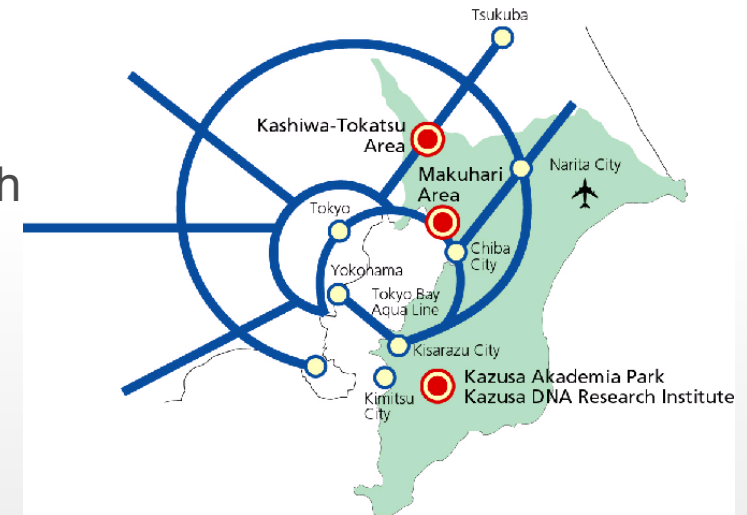 Tsukuba
Kashiwa-Tokatsu
Area
h
Makuhari
Area
Narita City
Tokyo
Chiba
City
Yokohama
Tokyo Bay
Aqua Line
Kisarazu City
Kazusa Akademia Park
Kazusa DNA Research Institute
Kimitsu
City